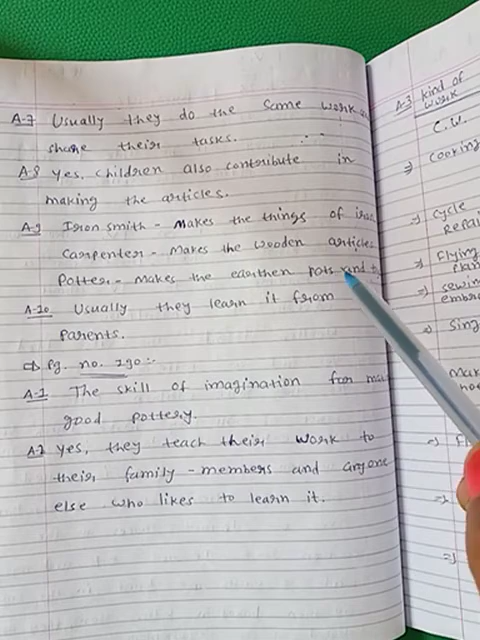 A-7 Usually they do the same work
share their tasks.
A-8 Yes, children also contribute in
making the articles.
A-9 Iron smith - Makes the things of
Carpenter - Makes the wooden articles
Potter - Makes the earthen pots and
A-10 Usually they learn it from
parents.
⇒ Pg. no. 290:-
A-1 The skill of imagination for
good pottery.
A-2 Yes, they teach their work to
their family - members and anyone
else who likes to learn it.
A-3 kind of
work
C.W.
⇒ Cooking
⇒ Cycle
Repai
⇒ Flying
⇒ Sewin
embro
⇒ Sing